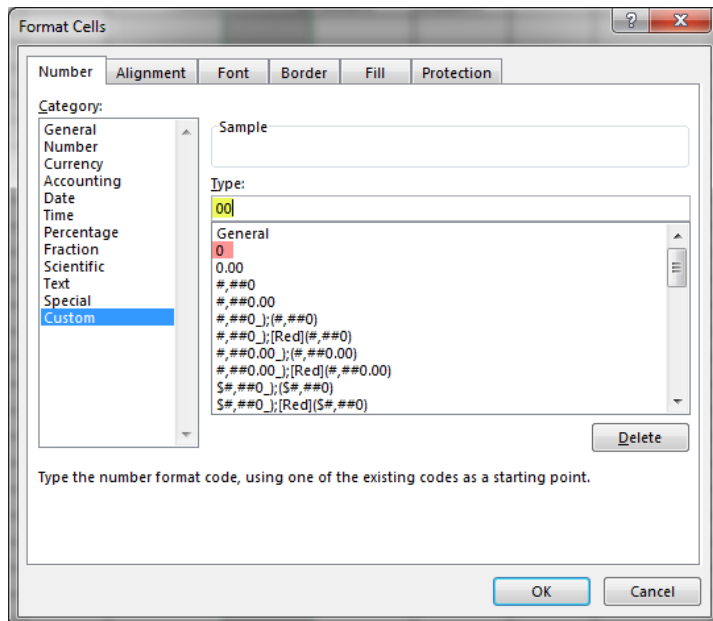 Format Cells
Number Alignment Font Border Fill Protection
Category:
General
Number
Currency
Accounting
Date
Time
Percentage
Fraction
Scientific
Text
Special
Custom
Sample
Type:
00
General
0
0.00
#,##0
#,##0.00
#,##0_);(#,##0)
#,##0_);[Red](#,##0)
#,##0.00_);(#,##0.00)
#,##0.00_);[Red](#,##0.00)
$#,##0_);($#,##0)
$#,##0_);[Red]($#,##0)
Delete
Type the number format code, using one of the existing codes as a starting point.
OK Cancel